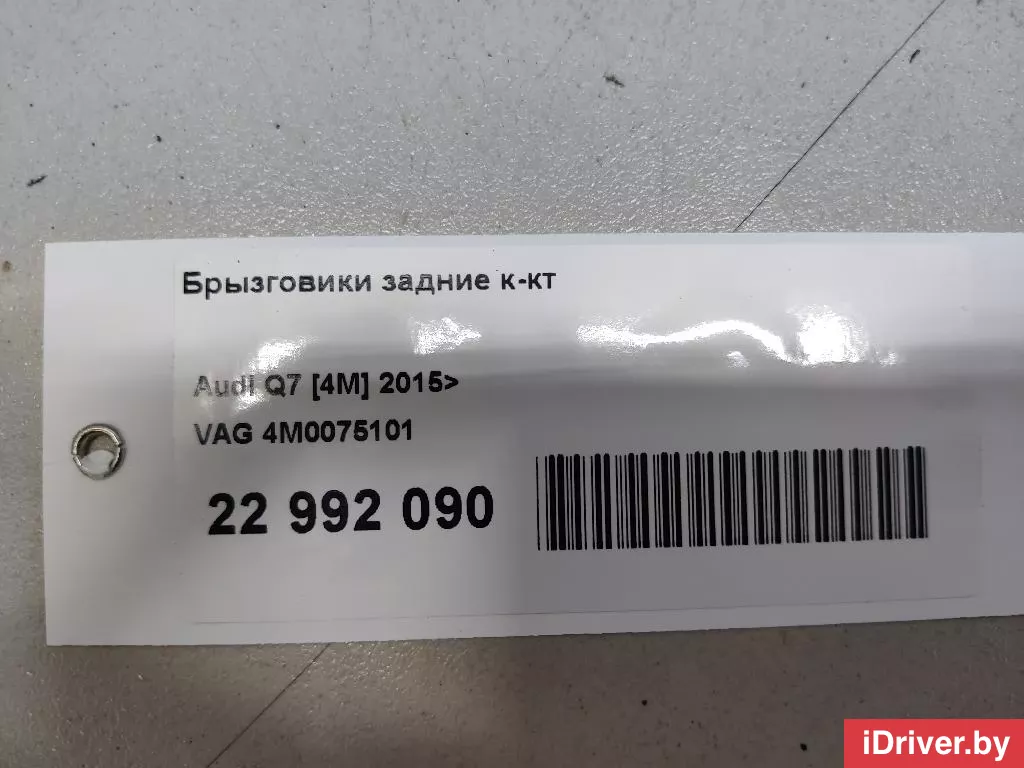 Брызговики задние к-кт
Audi Q7 [4M] 2015>
VAG 4M0075101
22 992 090
iDriver.by